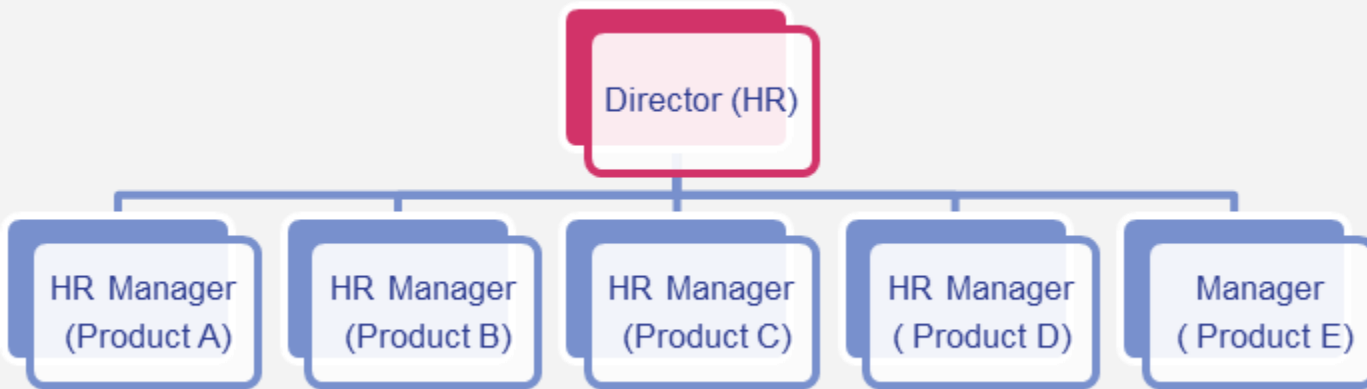 Director (HR)
HR Manager
(Product A)
HR Manager
(Product B)
HR Manager
(Product C)
HR Manager
( Product D)
Manager
( Product E)